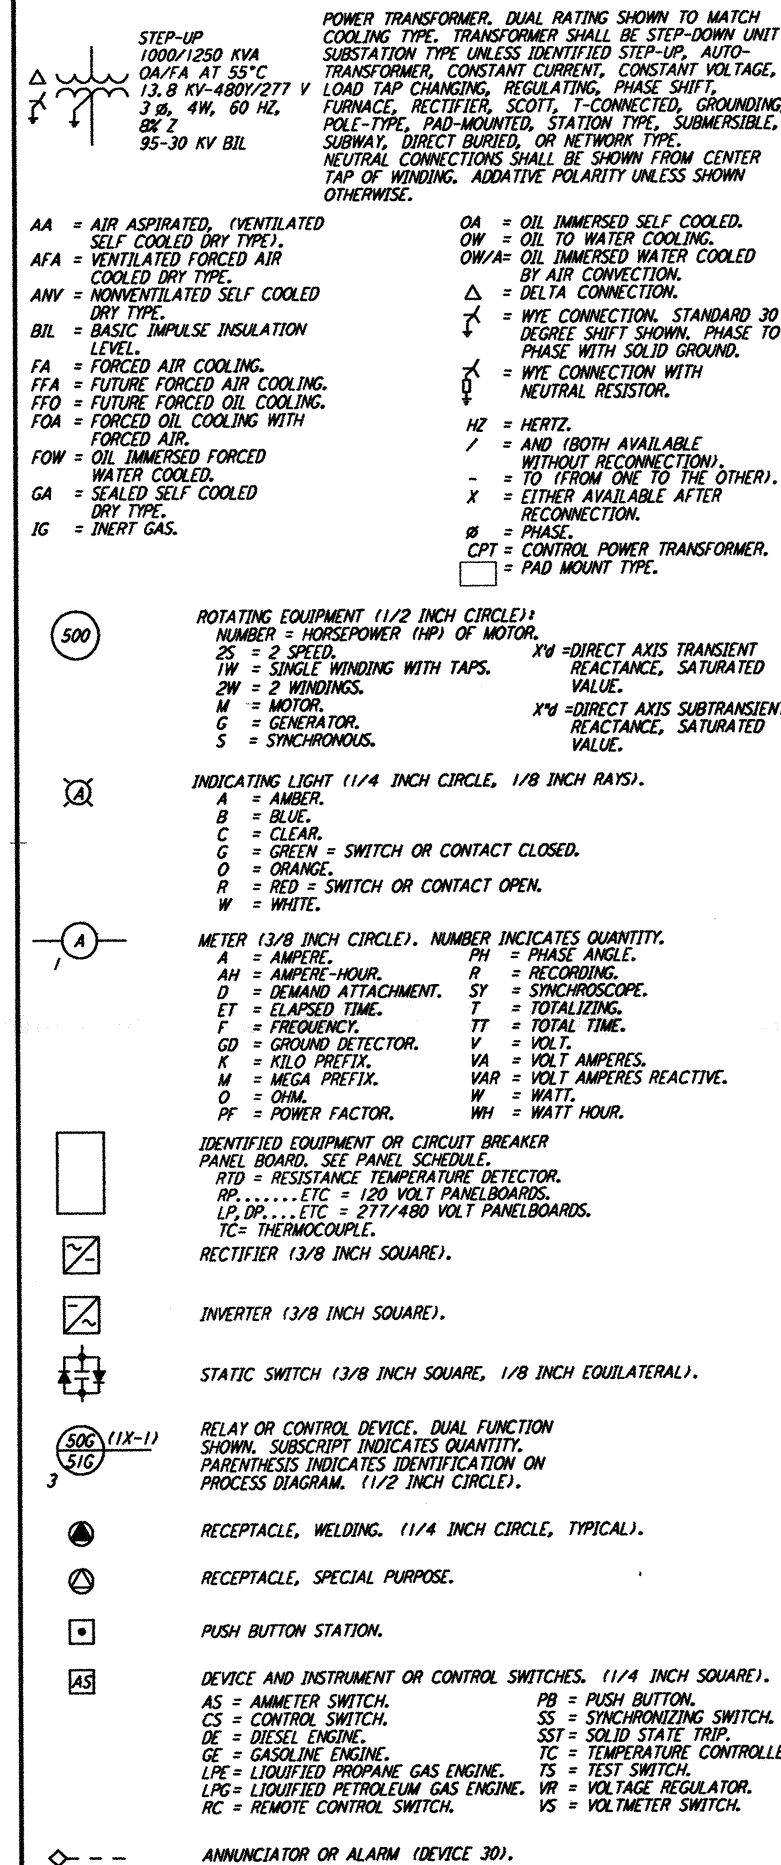 STEP-UP
1000/1250 KVA
OA/FA AT 55°C
13.8 KV-480Y/277 V
3 Ø, 4W, 60 HZ,
8% Z
95-30 KV BIL
POWER TRANSFORMER. DUAL RATING SHOWN TO MATCH
COOLING TYPE. TRANSFORMER SHALL BE STEP-DOWN UNIT
SUBSTATION TYPE UNLESS IDENTIFIED STEP-UP, AUTO-
TRANSFORMER, CONSTANT CURRENT, CONSTANT VOLTAGE,
LOAD TAP CHANGING, REGULATING, PHASE SHIFT,
FURNACE, RECTIFIER, SCOTT, T-CONNECTED, GROUNDING,
POLE-TYPE, PAD-MOUNTED, STATION TYPE, SUBMERSIBLE,
SUBWAY, DIRECT BURIED, OR NETWORK TYPE.
NEUTRAL CONNECTIONS SHALL BE SHOWN FROM CENTER
TAP OF WINDING. ADDATIVE POLARITY UNLESS SHOWN
OTHERWISE.
AA = AIR ASPIRATED, (VENTILATED
SELF COOLED DRY TYPE).
AFA = VENTILATED FORCED AIR
COOLED DRY TYPE.
ANV = NONVENTILATED SELF COOLED
DRY TYPE.
BIL = BASIC IMPULSE INSULATION
LEVEL.
FA = FORCED AIR COOLING.
FFA = FUTURE FORCED AIR COOLING.
FFO = FUTURE FORCED OIL COOLING.
FOA = FORCED OIL COOLING WITH
FORCED AIR.
FOW = OIL IMMERSED FORCED
WATER COOLED.
GA = SEALED SELF COOLED
DRY TYPE.
IG = INERT GAS.
OA = OIL IMMERSED SELF COOLED.
OW = OIL TO WATER COOLING.
OW/A= OIL IMMERSED WATER COOLED
BY AIR CONVECTION.
Δ = DELTA CONNECTION.
= WYE CONNECTION. STANDARD 30
DEGREE SHIFT SHOWN. PHASE TO
PHASE WITH SOLID GROUND.
= WYE CONNECTION WITH
NEUTRAL RESISTOR.
HZ = HERTZ.
/ = AND (BOTH AVAILABLE
WITHOUT RECONNECTION).
- = TO (FROM ONE TO THE OTHER).
X = EITHER AVAILABLE AFTER
RECONNECTION.
Ø = PHASE.
CPT = CONTROL POWER TRANSFORMER.
= PAD MOUNT TYPE.
500
ROTATING EQUIPMENT (1/2 INCH CIRCLE):
NUMBER = HORSEPOWER (HP) OF MOTOR.
2S = 2 SPEED.
1W = SINGLE WINDING WITH TAPS.
2W = 2 WINDINGS.
M = MOTOR.
G = GENERATOR.
S = SYNCHRONOUS.
X'd =DIRECT AXIS TRANSIENT
REACTANCE, SATURATED
VALUE.
X"d =DIRECT AXIS SUBTRANSIENT
REACTANCE, SATURATED
VALUE.
A
INDICATING LIGHT (1/4 INCH CIRCLE, 1/8 INCH RAYS).
A = AMBER.
B = BLUE.
C = CLEAR.
G = GREEN = SWITCH OR CONTACT CLOSED.
O = ORANGE.
R = RED = SWITCH OR CONTACT OPEN.
W = WHITE.
A
1
METER (3/8 INCH CIRCLE). NUMBER INCICATES QUANTITY.
A = AMPERE.
AH = AMPERE-HOUR.
D = DEMAND ATTACHMENT.
ET = ELAPSED TIME.
F = FREQUENCY.
GD = GROUND DETECTOR.
K = KILO PREFIX.
M = MEGA PREFIX.
O = OHM.
PF = POWER FACTOR.
PH = PHASE ANGLE.
R = RECORDING.
SY = SYNCHROSCOPE.
T = TOTALIZING.
TT = TOTAL TIME.
V = VOLT.
VA = VOLT AMPERES.
VAR = VOLT AMPERES REACTIVE.
W = WATT.
WH = WATT HOUR.
IDENTIFIED EQUIPMENT OR CIRCUIT BREAKER
PANEL BOARD. SEE PANEL SCHEDULE.
RTD = RESISTANCE TEMPERATURE DETECTOR.
RP.......ETC = 120 VOLT PANELBOARDS.
LP, DP....ETC = 277/480 VOLT PANELBOARDS.
TC= THERMOCOUPLE.
RECTIFIER (3/8 INCH SQUARE).
INVERTER (3/8 INCH SQUARE).
STATIC SWITCH (3/8 INCH SQUARE, 1/8 INCH EQUILATERAL).
50G (1X-1)
51G
3
RELAY OR CONTROL DEVICE. DUAL FUNCTION
SHOWN. SUBSCRIPT INDICATES QUANTITY.
PARENTHESIS INDICATES IDENTIFICATION ON
PROCESS DIAGRAM. (1/2 INCH CIRCLE).
RECEPTACLE, WELDING. (1/4 INCH CIRCLE, TYPICAL).
RECEPTACLE, SPECIAL PURPOSE.
PUSH BUTTON STATION.
AS
DEVICE AND INSTRUMENT OR CONTROL SWITCHES. (1/4 INCH SQUARE).
AS = AMMETER SWITCH.
CS = CONTROL SWITCH.
DE = DIESEL ENGINE.
GE = GASOLINE ENGINE.
LPE = LIQUIFIED PROPANE GAS ENGINE.
LPG = LIQUIFIED PETROLEUM GAS ENGINE.
RC = REMOTE CONTROL SWITCH.
PB = PUSH BUTTON.
SS = SYNCHRONIZING SWITCH.
SST = SOLID STATE TRIP.
TC = TEMPERATURE CONTROLLE
TS = TEST SWITCH.
VR = VOLTAGE REGULATOR.
VS = VOLTMETER SWITCH.
ANNUNCIATOR OR ALARM (DEVICE 30).